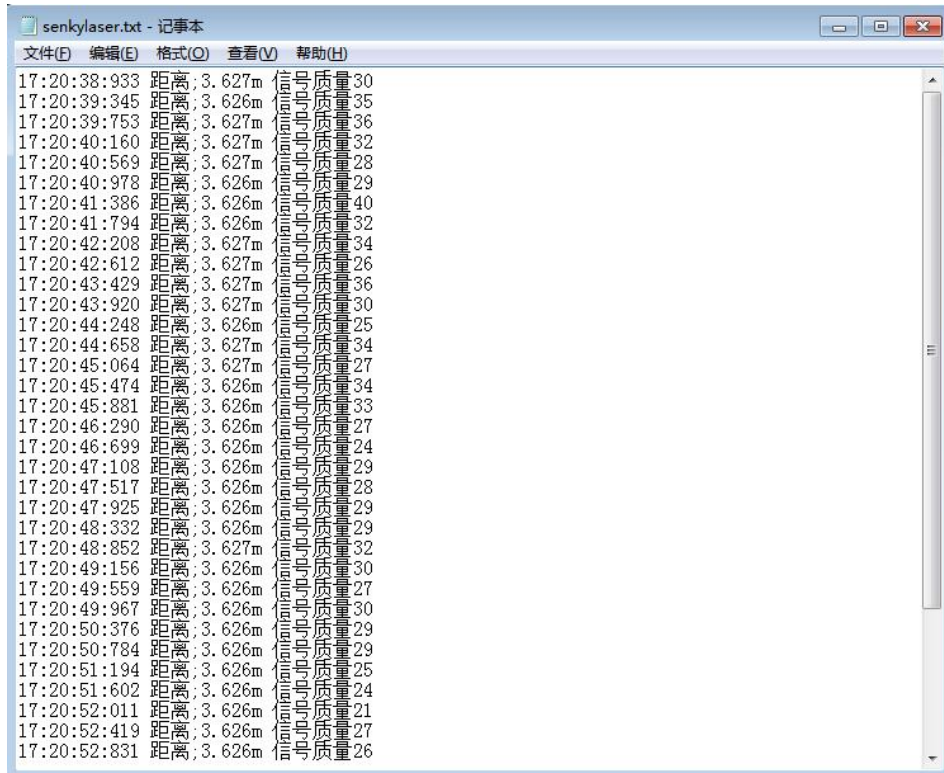 senkylaser.txt - 记事本
文件(F) 编辑(E) 格式(O) 查看(V) 帮助(H)
17:20:38:933 距离;3.627m 信号质量30
17:20:39:345 距离;3.626m 信号质量35
17:20:39:753 距离;3.627m 信号质量36
17:20:40:160 距离;3.627m 信号质量32
17:20:40:569 距离;3.627m 信号质量28
17:20:40:978 距离;3.626m 信号质量29
17:20:41:386 距离;3.626m 信号质量40
17:20:41:794 距离;3.626m 信号质量32
17:20:42:208 距离;3.627m 信号质量34
17:20:42:612 距离;3.627m 信号质量26
17:20:43:429 距离;3.627m 信号质量36
17:20:43:920 距离;3.627m 信号质量30
17:20:44:248 距离;3.626m 信号质量25
17:20:44:658 距离;3.627m 信号质量34
17:20:45:064 距离;3.627m 信号质量27
17:20:45:474 距离;3.626m 信号质量34
17:20:45:881 距离;3.626m 信号质量33
17:20:46:290 距离;3.626m 信号质量27
17:20:46:699 距离;3.626m 信号质量24
17:20:47:108 距离;3.626m 信号质量29
17:20:47:517 距离;3.626m 信号质量28
17:20:47:925 距离;3.626m 信号质量29
17:20:48:332 距离;3.626m 信号质量29
17:20:48:852 距离;3.627m 信号质量32
17:20:49:156 距离;3.626m 信号质量30
17:20:49:559 距离;3.626m 信号质量27
17:20:49:967 距离;3.626m 信号质量30
17:20:50:376 距离;3.626m 信号质量29
17:20:50:784 距离;3.626m 信号质量29
17:20:51:194 距离;3.626m 信号质量25
17:20:51:602 距离;3.626m 信号质量24
17:20:52:011 距离;3.626m 信号质量21
17:20:52:419 距离;3.626m 信号质量27
17:20:52:831 距离;3.626m 信号质量26